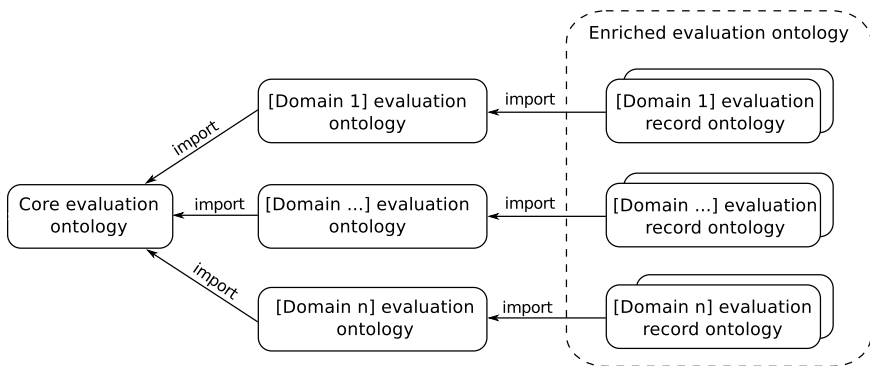 Enriched evaluation ontology
[Domain 1] evaluation
ontology
import
[Domain 1] evaluation
record ontology
import
Core evaluation
ontology
import
[Domain ...] evaluation
ontology
import
[Domain ...] evaluation
record ontology
import
[Domain n] evaluation
ontology
import
[Domain n] evaluation
record ontology